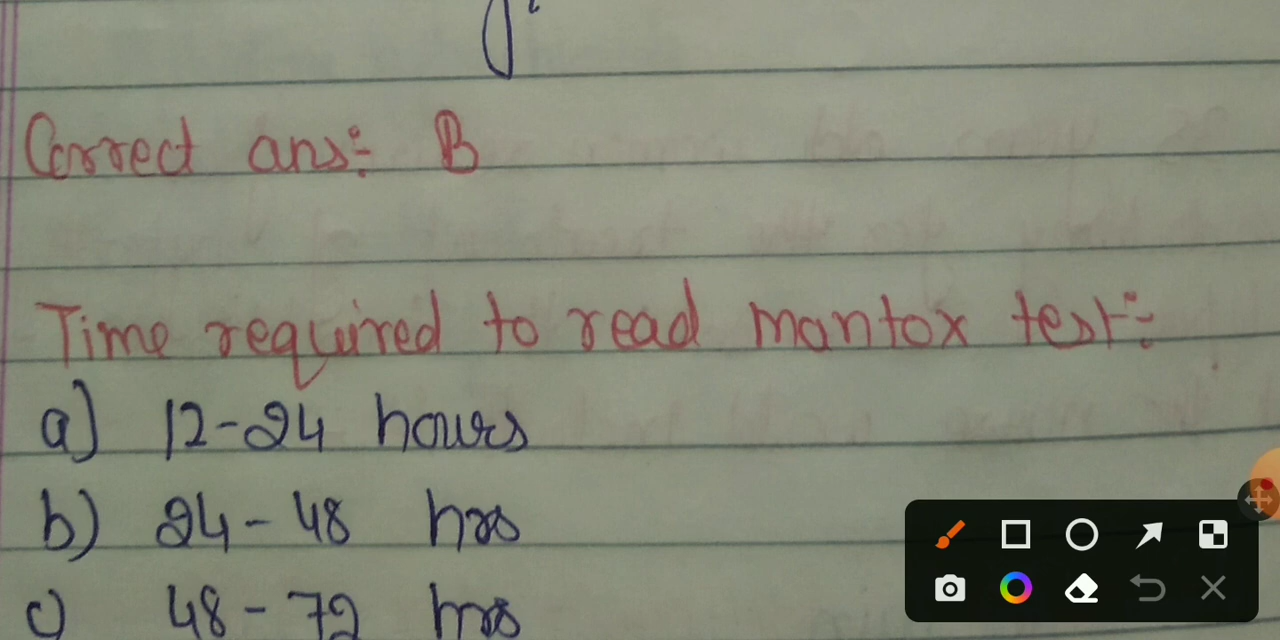 Correct ans:- B
Time required to read mantox test:-
a) 12-24 hours
b) 24-48 hrs
c) 48-72 hrs